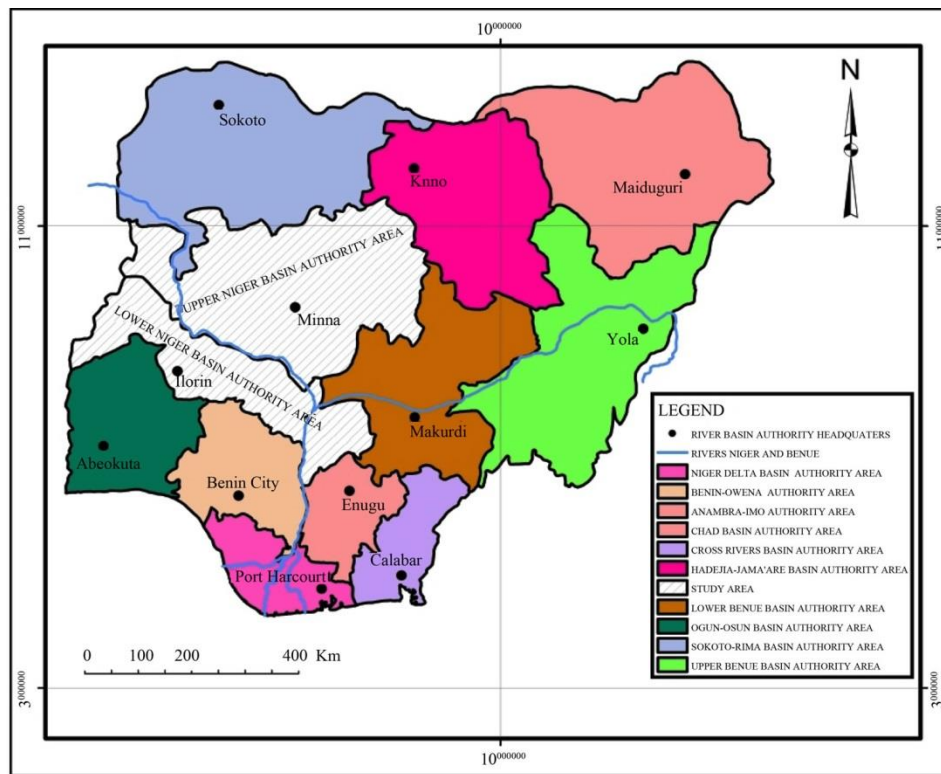 10⁰⁰⁰⁰⁰⁰
N
Sokoto
Knno
Maiduguri
11⁰⁰⁰⁰⁰⁰
11⁰⁰⁰⁰⁰⁰
UPPER NIGER BASIN AUTHORITY AREA
Minna
Yola
LOWER NIGER BASIN AUTHORITY AREA
Ilorin
Makurdi
Abeokuta
Benin City
Enugu
Calabar
Port Harcourt
LEGEND
RIVER BASIN AUTHORITY HEADQUATERS
RIVERS NIGER AND BENUE
NIGER DELTA BASIN AUTHORITY AREA
BENIN-OWENA AUTHORITY AREA
ANAMBRA-IMO AUTHORITY AREA
CHAD BASIN AUTHORITY AREA
CROSS RIVERS BASIN AUTHORITY AREA
HADEJIA-JAMA'ARE BASIN AUTHORITY AREA
STUDY AREA
LOWER BENUE BASIN AUTHORITY AREA
OGUN-OSUN BASIN AUTHORITY AREA
SOKOTO-RIMA BASIN AUTHORITY AREA
UPPER BENUE BASIN AUTHORITY AREA
0 100 200 400 Km
3⁰⁰⁰⁰⁰⁰
3⁰⁰⁰⁰⁰⁰
10⁰⁰⁰⁰⁰⁰